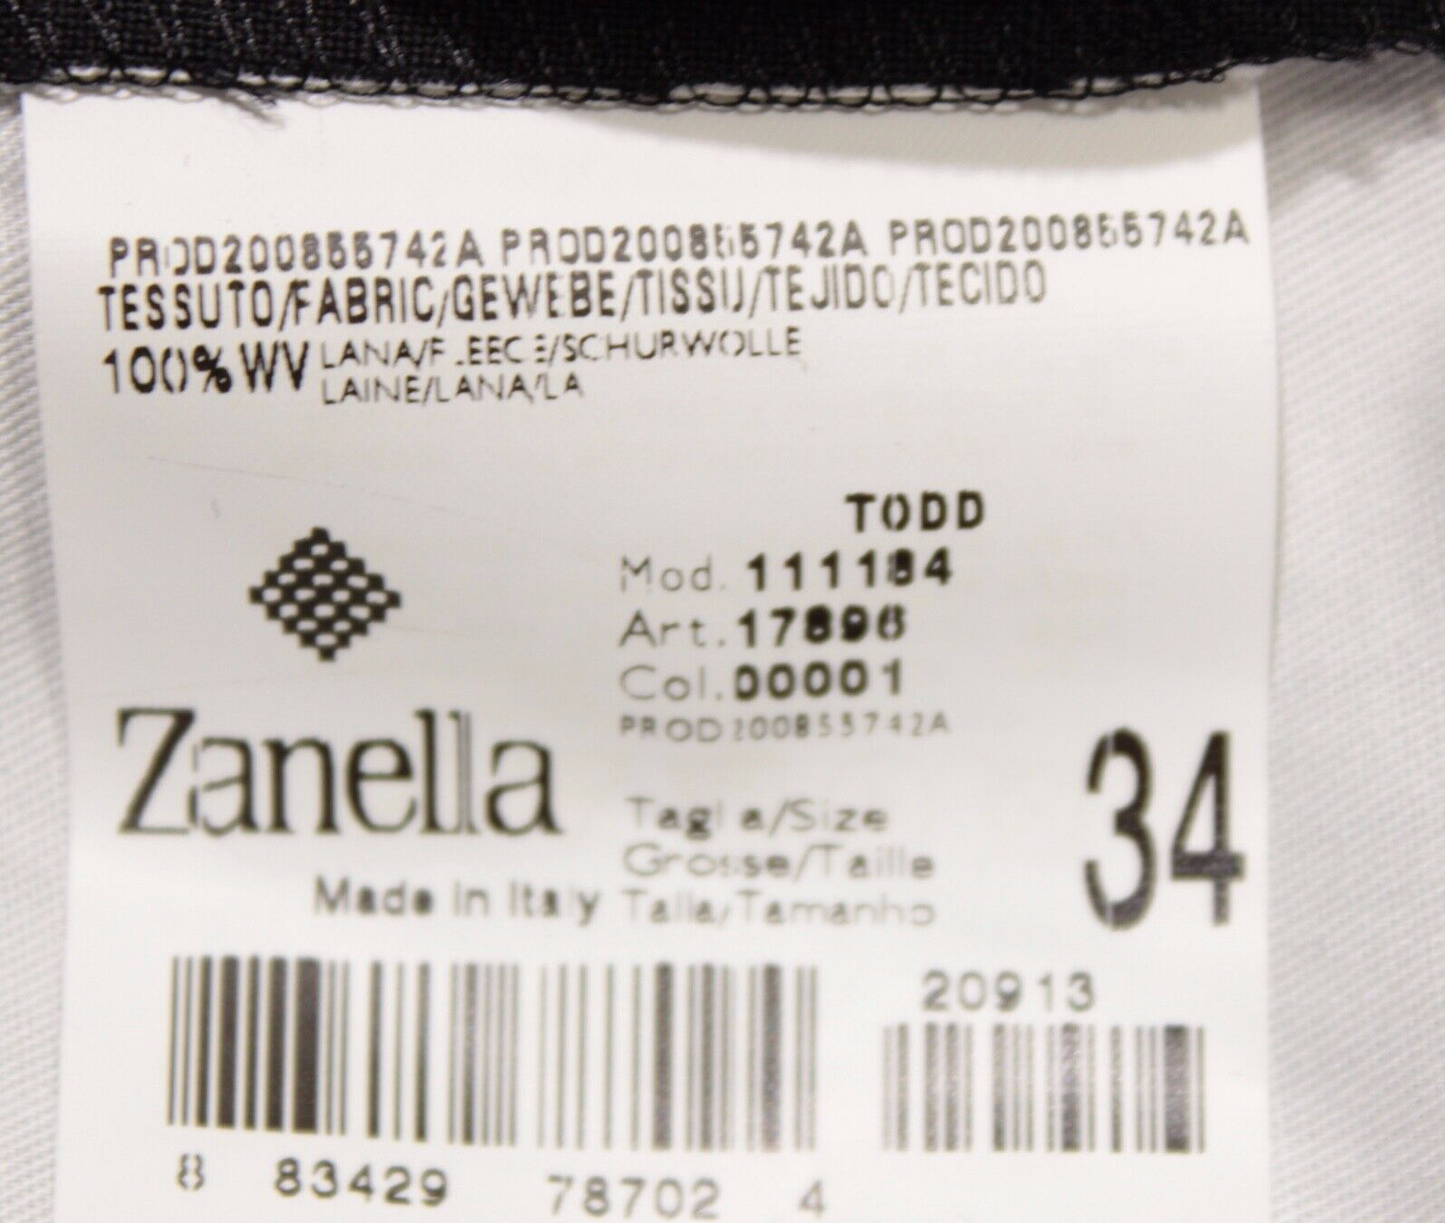 PROD200855742A PROD200855742A PROD200855742A
TESSUTO/FABRIC/GEWEBE/TISSU/TEJIDO/TECIDO
100% WV LANA/FLEECE/SCHURWOLLE
LAINE/LANA/LA
TODD
Mod. 111184
Art. 17896
Col. 00001
PROD200855742A
Zanella
Made in Italy
Taglia/Size
Grosse/Taille
Talla/Tamanho
34
20913
8 83429 78702 4